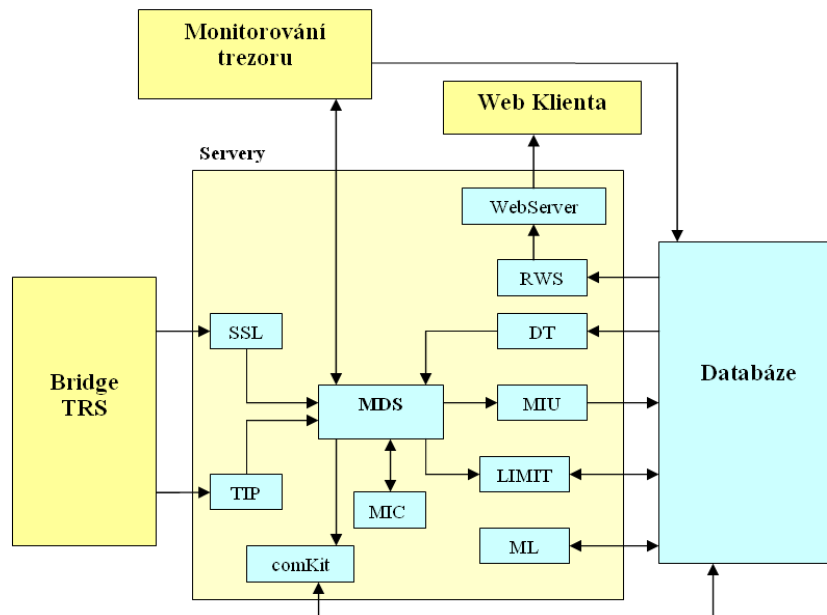 Monitorování
trezoru
Web Klienta
Servery
WebServer
RWS
SSL
DT
Bridge
TRS
MDS
MIU
Databáze
TIP
LIMIT
MIC
ML
comKit